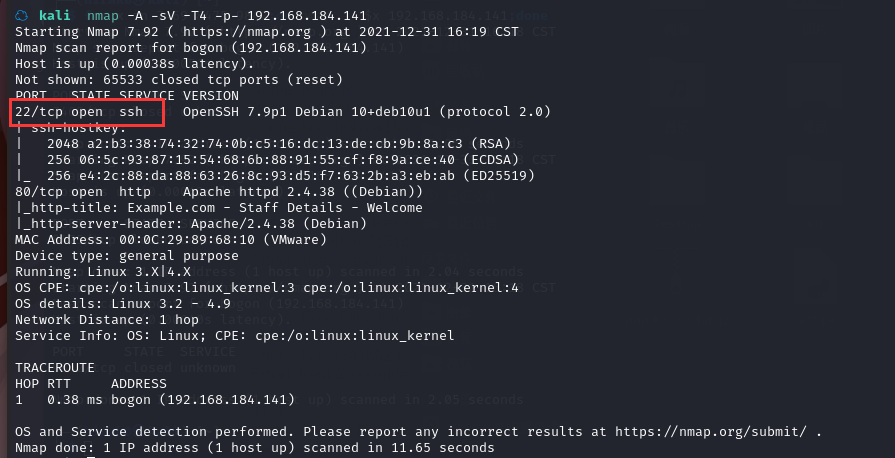 kali nmap -A -sV -T4 -p- 192.168.184.141
Starting Nmap 7.92 ( https://nmap.org ) at 2021-12-31 16:19 CST
Nmap scan report for bogon (192.168.184.141)
Host is up (0.00038s latency).
Not shown: 65533 closed tcp ports (reset)
PORT STATE SERVICE VERSION
22/tcp open ssh OpenSSH 7.9p1 Debian 10+deb10u1 (protocol 2.0)
| ssh-hostkey:
| 2048 a2:b3:38:74:32:74:0b:c5:16:dc:13:de:cb:9b:8a:c3 (RSA)
| 256 06:5c:93:87:15:54:68:6b:88:91:55:cf:f8:9a:ce:40 (ECDSA)
|_ 256 e4:2c:88:da:88:63:26:8c:93:d5:f7:63:2b:a3:eb:ab (ED25519)
80/tcp open http Apache httpd 2.4.38 ((Debian))
|_http-title: Example.com - Staff Details - Welcome
|_http-server-header: Apache/2.4.38 (Debian)
MAC Address: 00:0C:29:89:68:10 (VMware)
Device type: general purpose
Running: Linux 3.X|4.X
OS CPE: cpe:/o:linux:linux_kernel:3 cpe:/o:linux:linux_kernel:4
OS details: Linux 3.2 - 4.9
Network Distance: 1 hop
Service Info: OS: Linux; CPE: cpe:/o:linux:linux_kernel
TRACEROUTE
HOP RTT ADDRESS
1 0.38 ms bogon (192.168.184.141)
OS and Service detection performed. Please report any incorrect results at https://nmap.org/submit/ .
Nmap done: 1 IP address (1 host up) scanned in 11.65 seconds